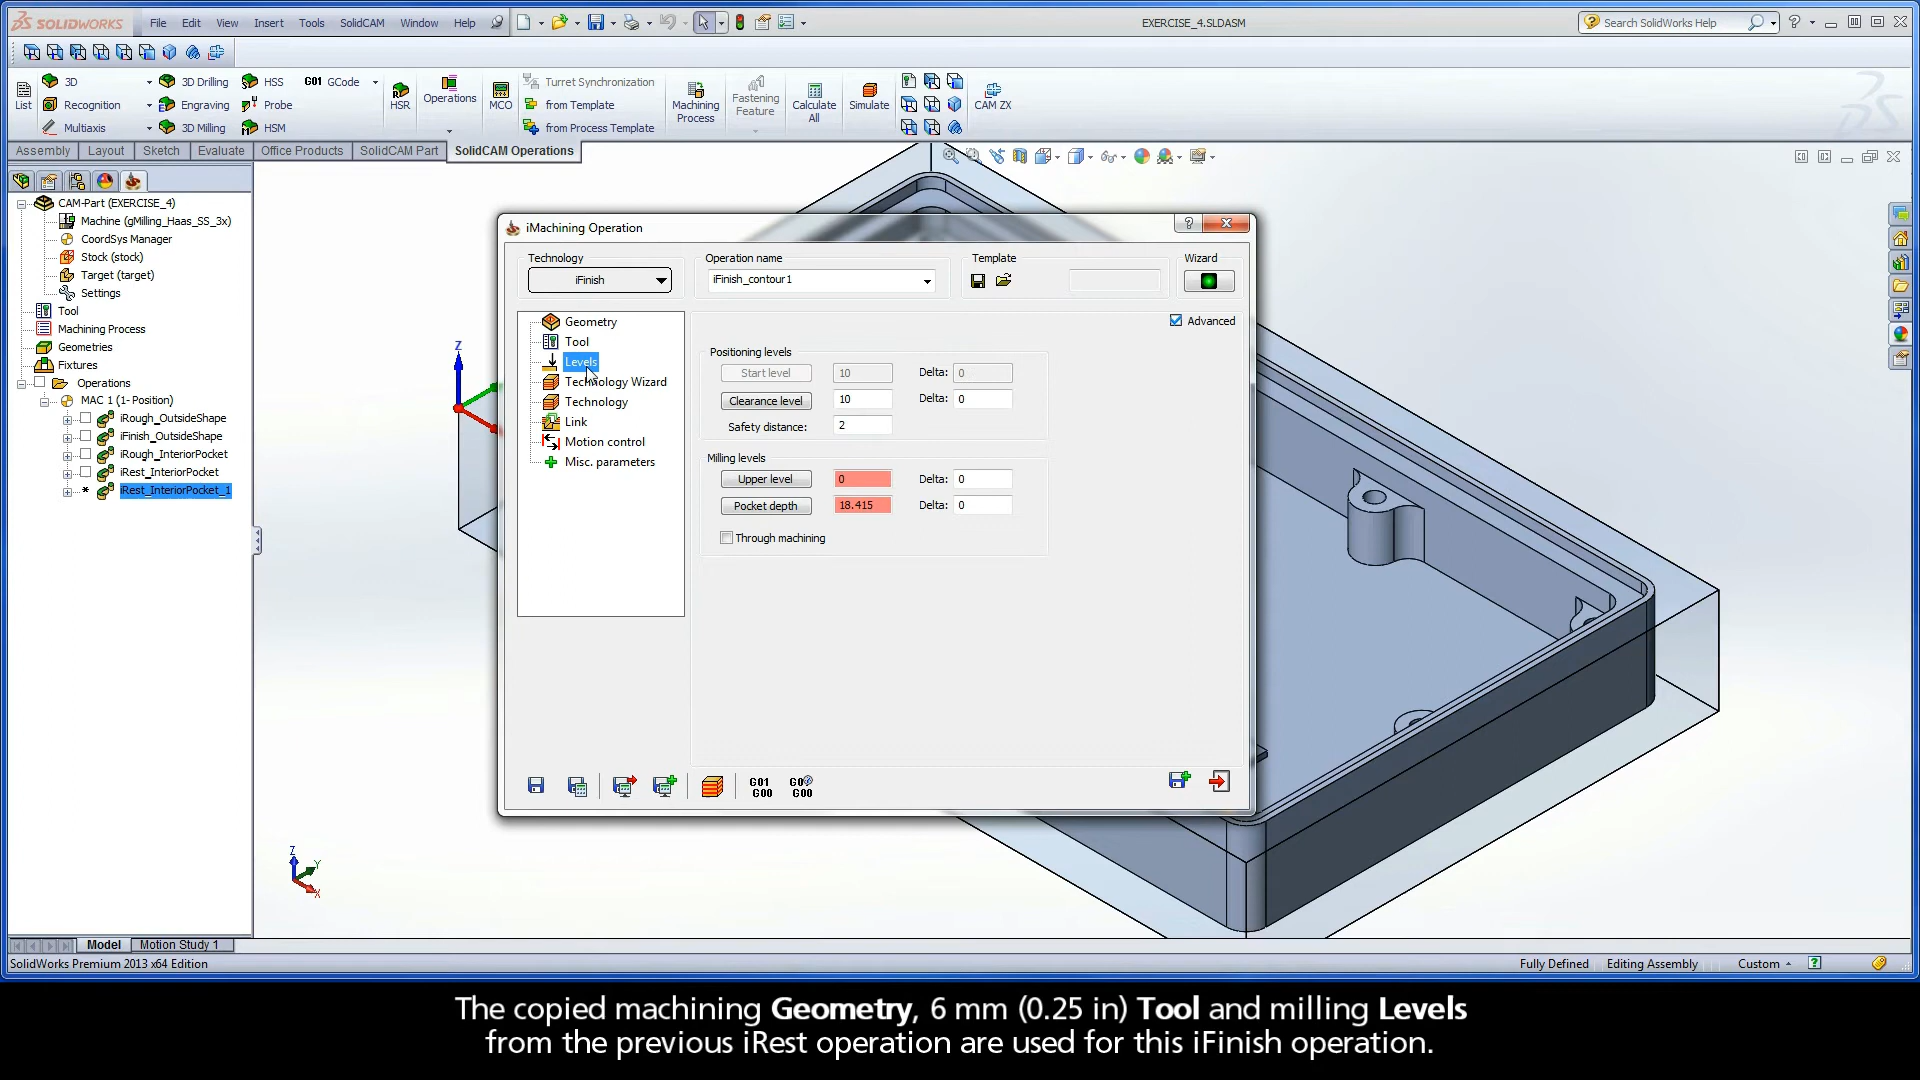 SOLIDWORKS File Edit View Insert Tools SolidCAM Window Help EXERCISE_4.SLDASM Search SolidWorks Help
3D 3D Drilling HSS G01 GCode Turret Synchronization
List Recognition Engraving Probe HSR Operations MCO from Template Machining Process Fastening Feature Calculate All Simulate CAM ZX
Multiaxis 3D Milling HSM from Process Template
Assembly Layout Sketch Evaluate Office Products SolidCAM Part SolidCAM Operations
CAM-Part (EXERCISE_4)
Machine (gMilling_Haas_SS_3x)
CoordSys Manager
Stock (stock)
Target (target)
Settings
Tool
Machining Process
Geometries
Fixtures
Operations
MAC 1 (1- Position)
iRough_OutsideShape
iFinish_OutsideShape
iRough_InteriorPocket
iRest_InteriorPocket
* iRest_InteriorPocket_1
iMachining Operation
Technology Operation name Template Wizard
iFinish iFinish_contour1
Geometry
Tool
Levels
Technology Wizard
Technology
Link
Motion control
Misc. parameters
Advanced
Positioning levels
Start level 10 Delta: 0
Clearance level 10 Delta: 0
Safety distance: 2
Milling levels
Upper level 0 Delta: 0
Pocket depth 18.415 Delta: 0
Through machining
G01 G00
G00
Z
Z
Y
X
Model Motion Study 1
SolidWorks Premium 2013 x64 Edition Fully Defined Editing Assembly Custom
The copied machining Geometry, 6 mm (0.25 in) Tool and milling Levels
from the previous iRest operation are used for this iFinish operation.